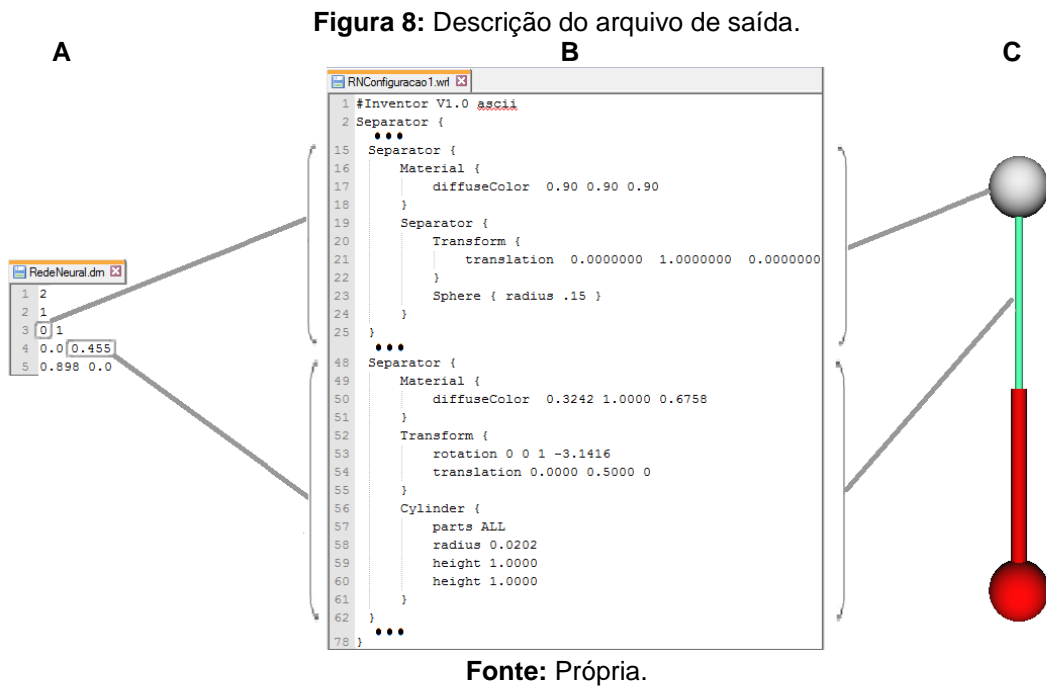 Figura 8: Descrição do arquivo de saída.
A B C
RNConfiguracao1.wrl
1 #Inventor V1.0 ascii
2 Separator {
•••
15 Separator {
16 Material {
17 diffuseColor 0.90 0.90 0.90
18 }
19 Separator {
20 Transform {
21 translation 0.0000000 1.0000000 0.0000000
22 }
23 Sphere { radius .15 }
24 }
25 }
•••
48 Separator {
49 Material {
50 diffuseColor 0.3242 1.0000 0.6758
51 }
52 Transform {
53 rotation 0 0 1 -3.1416
54 translation 0.0000 0.5000 0
55 }
56 Cylinder {
57 parts ALL
58 radius 0.0202
59 height 1.0000
60 height 1.0000
61 }
62 }
•••
78 }
RedeNeural.dm
1 2
2 1
3 0 1
4 0.0 0.455
5 0.898 0.0
Fonte: Própria.